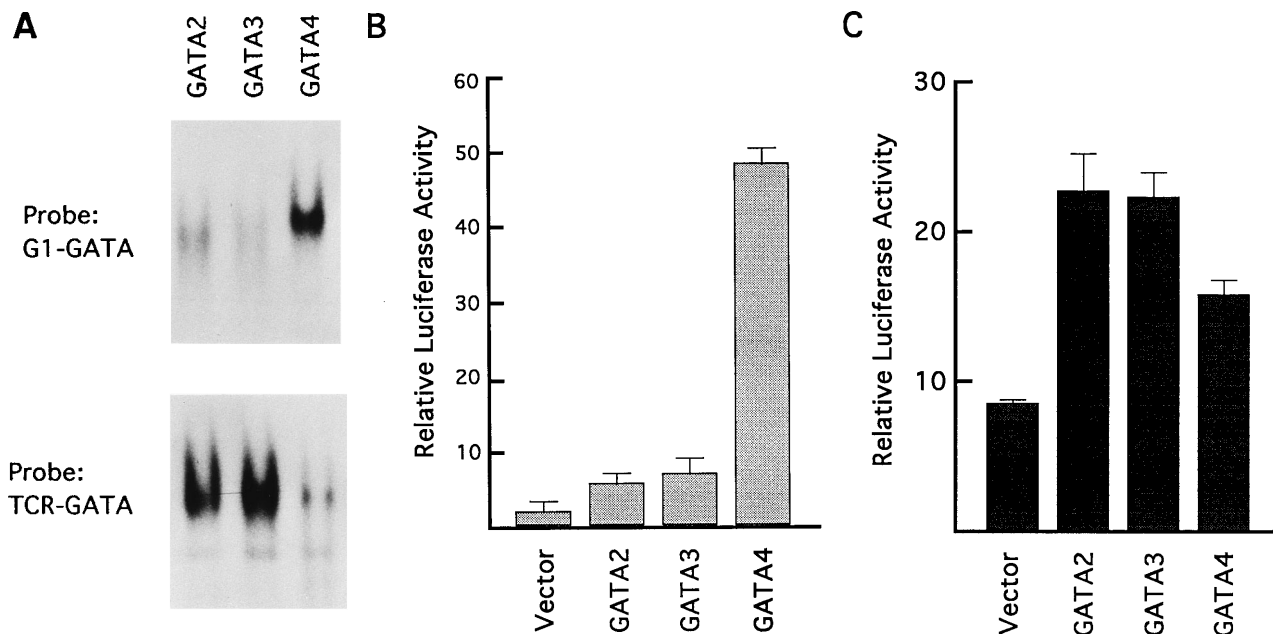 A
GATA2
GATA3
GATA4
Probe:
G1-GATA
Probe:
TCR-GATA
B
Relative Luciferase Activity
60
50
40
30
20
10
Vector
GATA2
GATA3
GATA4
C
Relative Luciferase Activity
30
20
10
Vector
GATA2
GATA3
GATA4